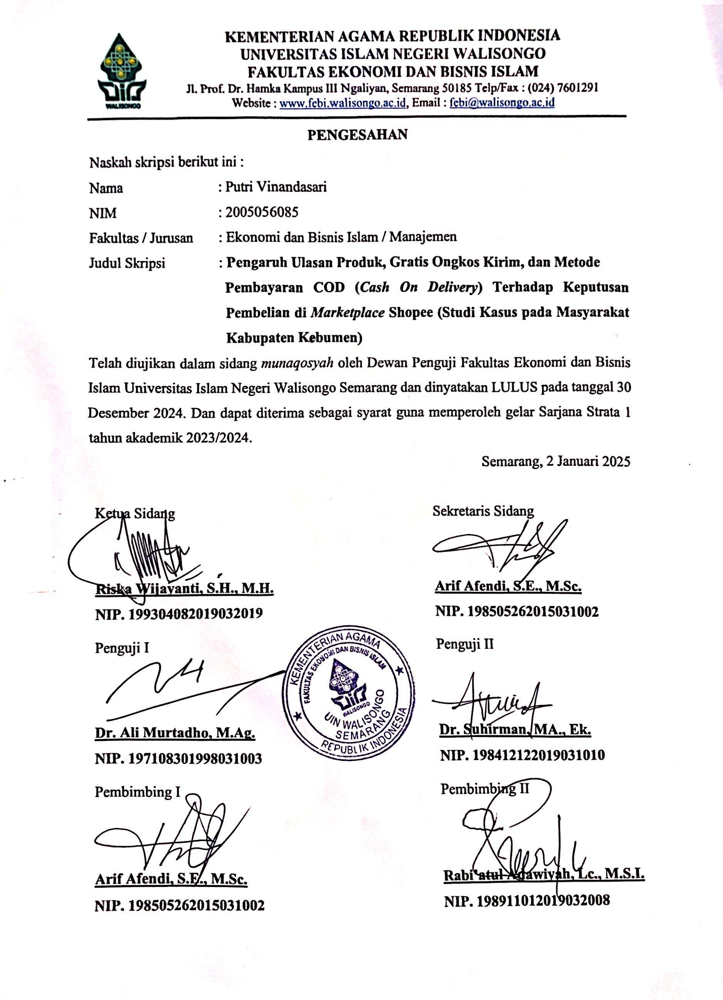 KEMENTERIAN AGAMA REPUBLIK INDONESIA
UNIVERSITAS ISLAM NEGERI WALISONGO
FAKULTAS EKONOMI DAN BISNIS ISLAM
Jl. Prof. Dr. Hamka Kampus III Ngaliyan, Semarang 50185 Telp/Fax : (024) 7601291
Website : www.febi.walisongo.ac.id, Email : febi@walisongo.ac.id
WALISONGO
PENGESAHAN
Naskah skripsi berikut ini :
Nama : Putri Vinandasari
NIM : 2005056085
Fakultas / Jurusan : Ekonomi dan Bisnis Islam / Manajemen
Judul Skripsi : Pengaruh Ulasan Produk, Gratis Ongkos Kirim, dan Metode
Pembayaran COD (Cash On Delivery) Terhadap Keputusan
Pembelian di Marketplace Shopee (Studi Kasus pada Masyarakat
Kabupaten Kebumen)
Telah diujikan dalam sidang munaqosyah oleh Dewan Penguji Fakultas Ekonomi dan Bisnis
Islam Universitas Islam Negeri Walisongo Semarang dan dinyatakan LULUS pada tanggal 30
Desember 2024. Dan dapat diterima sebagai syarat guna memperoleh gelar Sarjana Strata 1
tahun akademik 2023/2024.
Semarang, 2 Januari 2025
Ketua Sidang
Sekretaris Sidang
Riska Wijayanti, S.H., M.H.
Arif Afendi, S.E., M.Sc.
NIP. 199304082019032019
NIP. 198505262015031002
Penguji I
Penguji II
KEMENTERIAN AGAMA
FAKULTAS EKONOMI DAN BISNIS ISLAM
WALISONGO
UIN WALISONGO
SEMARANG
REPUBLIK INDONESIA
Dr. Ali Murtadho, M.Ag.
Dr. Suhirman, MA., Ek.
NIP. 197108301998031003
NIP. 198412122019031010
Pembimbing I
Pembimbing II
Arif Afendi, S.E., M.Sc.
Rabi'atul Adawiyah, Lc., M.S.I.
NIP. 198505262015031002
NIP. 198911012019032008